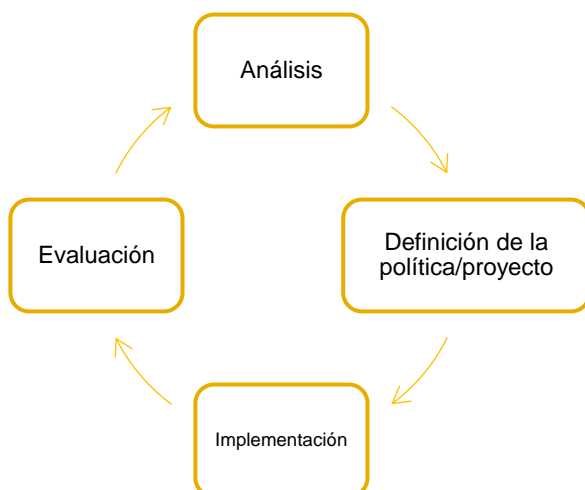 Análisis
Definición de la
política/proyecto
Implementación
Evaluación